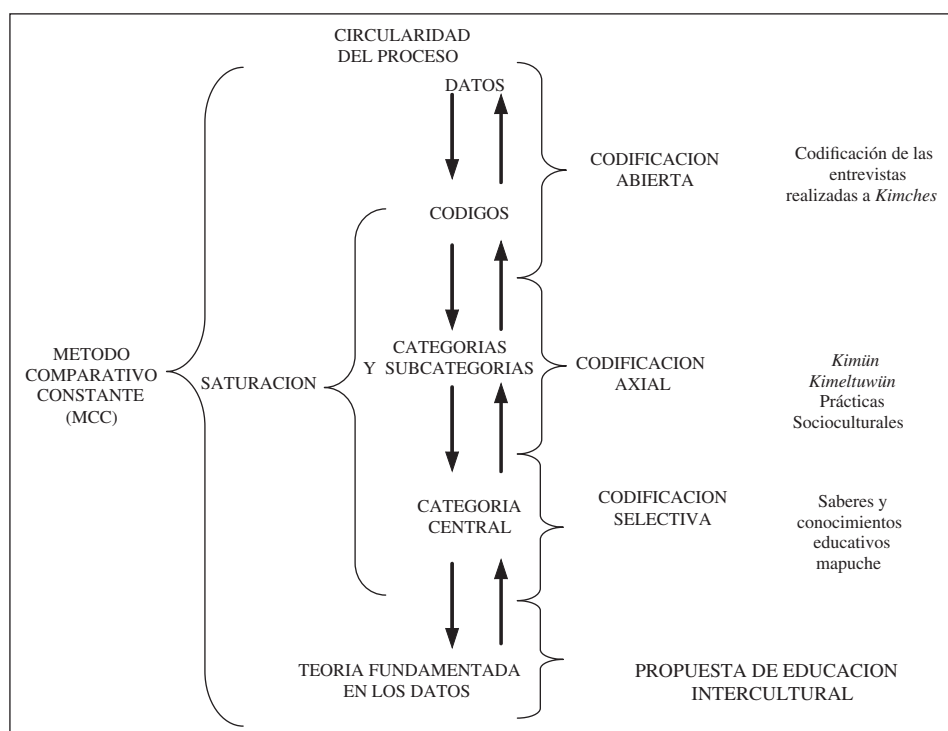 CIRCULARIDAD
DEL PROCESO
DATOS
CODIFICACION
ABIERTA
Codificación de las
entrevistas
realizadas a Kimches
CODIGOS
METODO
COMPARATIVO
CONSTANTE
(MCC)
SATURACION
CATEGORIAS
Y SUBCATEGORIAS
CODIFICACION
AXIAL
Kimün
Kimeltuwün
Prácticas
Socioculturales
CATEGORIA
CENTRAL
CODIFICACION
SELECTIVA
Saberes y
conocimientos
educativos
mapuche
TEORIA FUNDAMENTADA
EN LOS DATOS
PROPUESTA DE EDUCACION
INTERCULTURAL